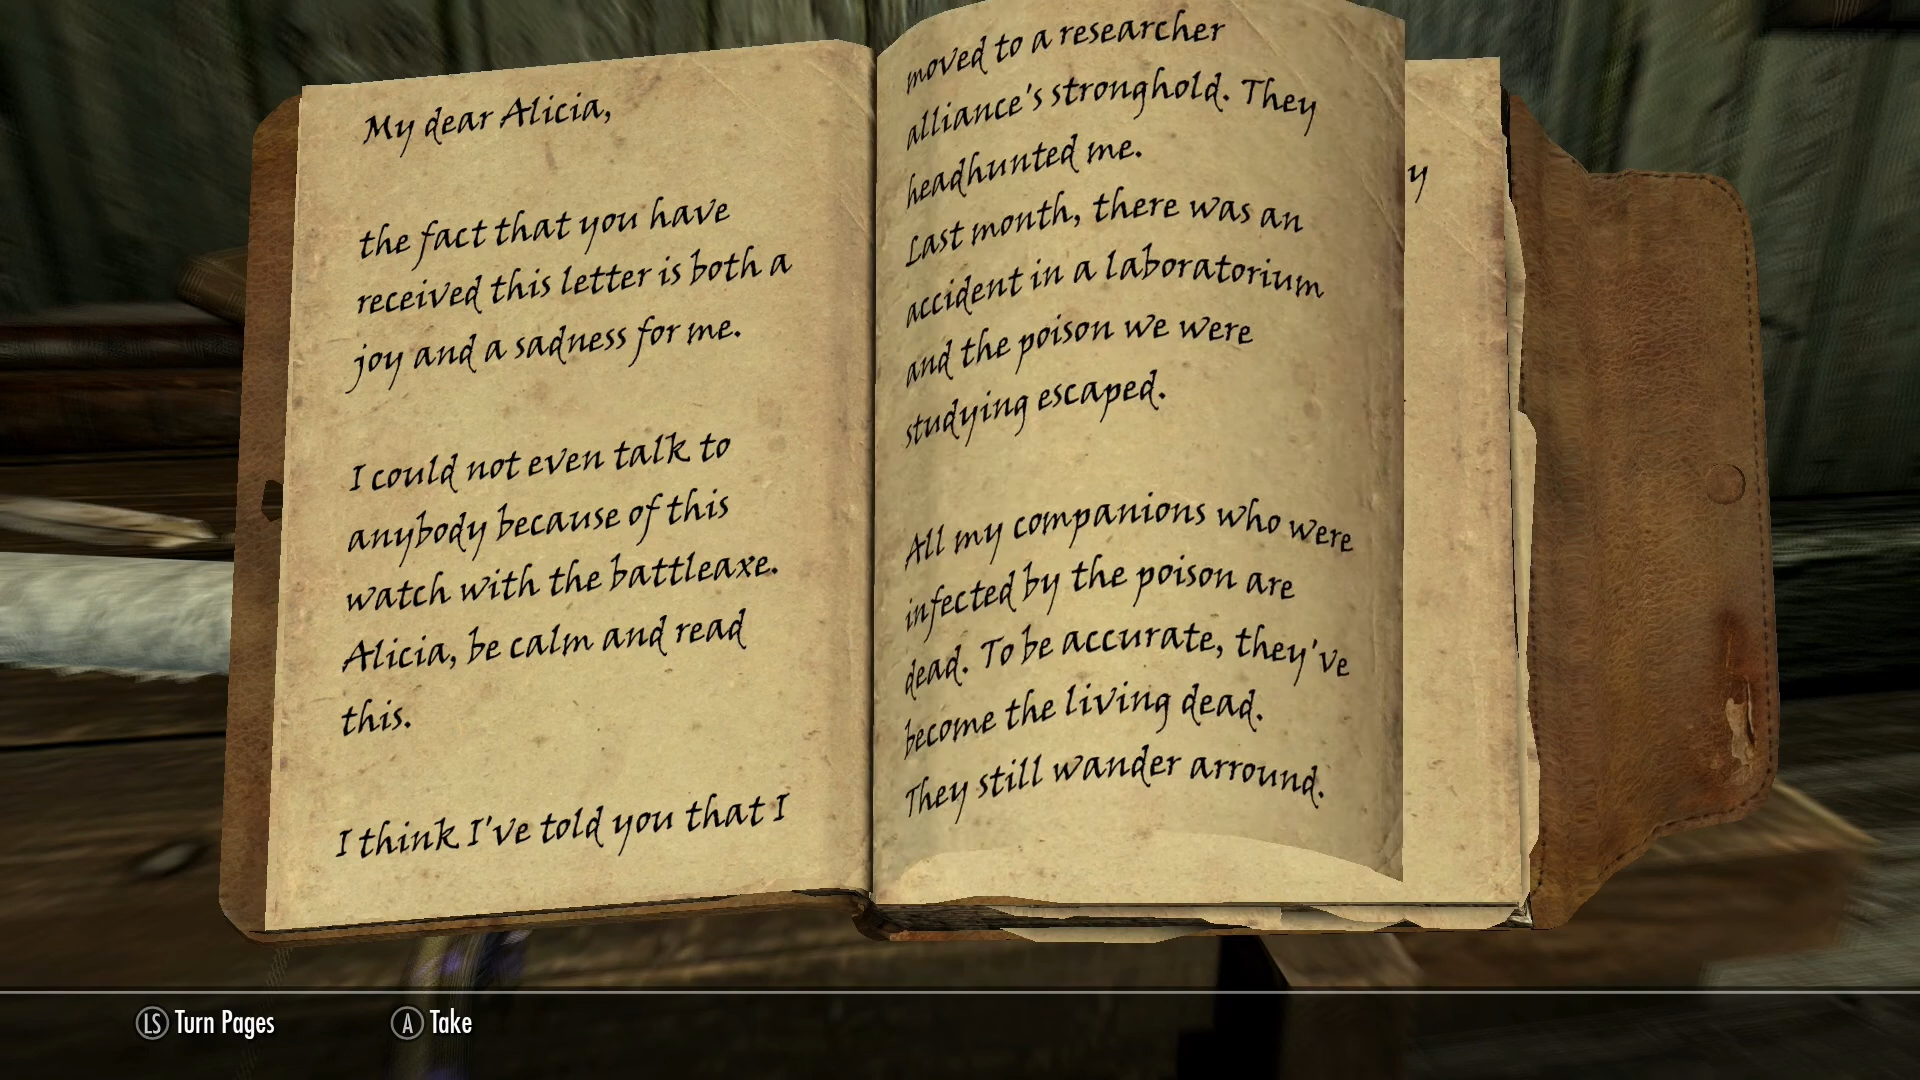 My dear Alicia,
the fact that you have
received this letter is both a
joy and a sadness for me.
I could not even talk to
anybody because of this
watch with the battleaxe.
Alicia, be calm and read
this.
I think I've told you that I
moved to a researcher
alliance's stronghold. They
headhunted me.
Last month, there was an
accident in a laboratorium
and the poison we were
studying escaped.
All my companions who were
infected by the poison are
dead. To be accurate, they've
become the living dead.
They still wander arround.
y
LS Turn Pages
A Take